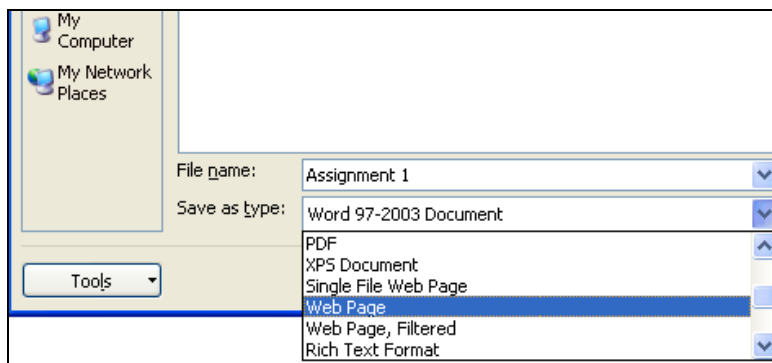 My
Computer
My Network
Places
File name:
Assignment 1
Save as type:
Word 97-2003 Document
PDF
XPS Document
Single File Web Page
Web Page
Web Page, Filtered
Rich Text Format
Tools